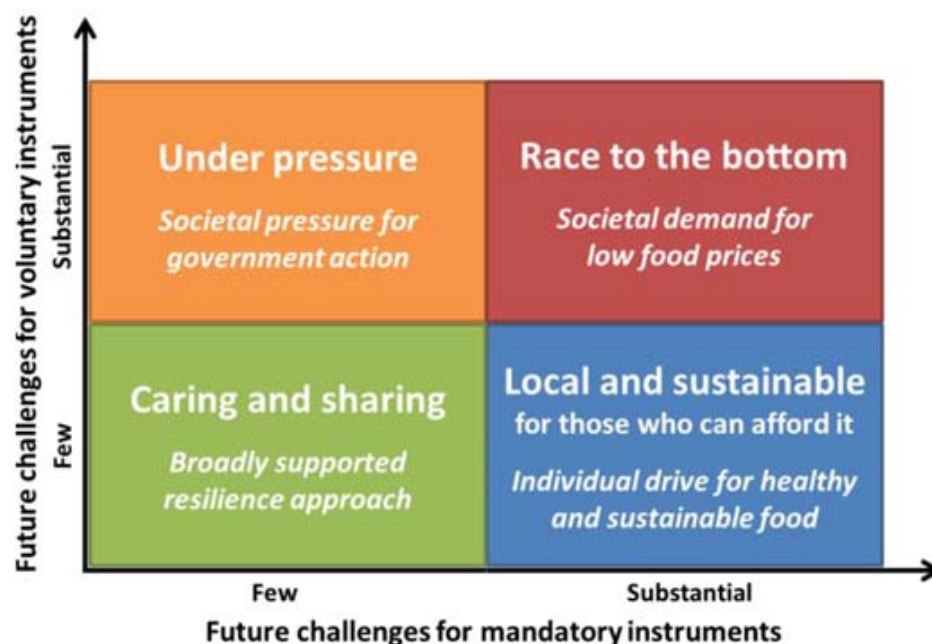 Future challenges for voluntary instruments
Substantial
Few
Under pressure
Societal pressure for
government action
Race to the bottom
Societal demand for
low food prices
Caring and sharing
Broadly supported
resilience approach
Local and sustainable
for those who can afford it
Individual drive for healthy
and sustainable food
Few
Substantial
Future challenges for mandatory instruments